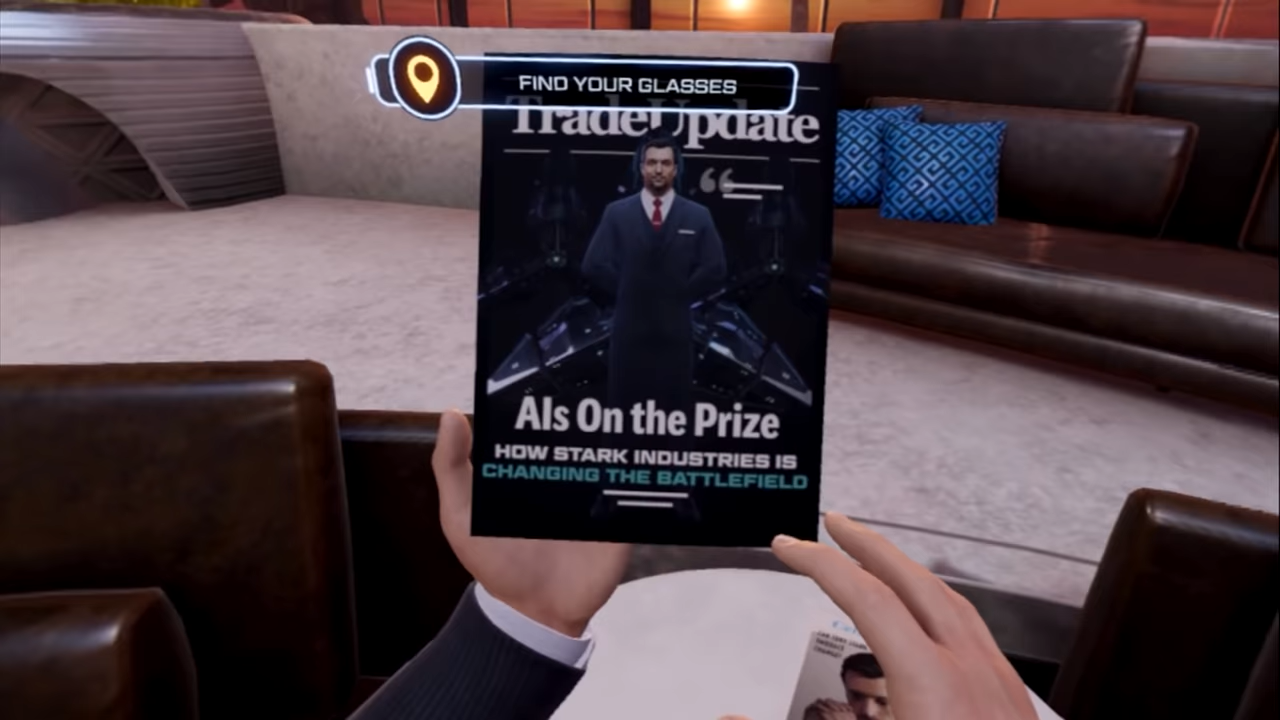 FIND YOUR GLASSES
TradeUpdate
“
AIs On the Prize
HOW STARK INDUSTRIES IS
CHANGING THE BATTLEFIELD